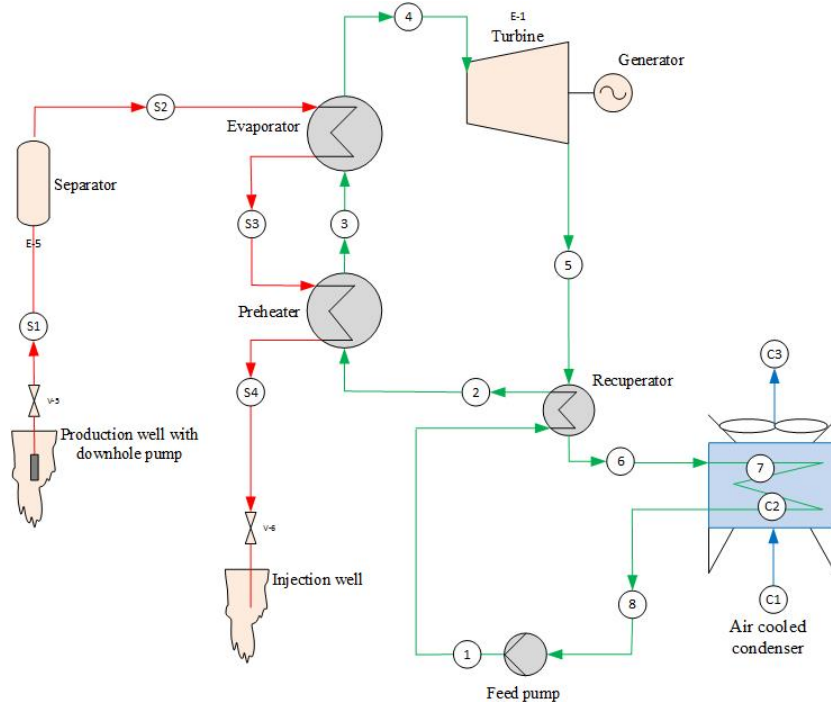 4
E-1
Turbine
Generator
S2
Evaporator
Separator
E-5
S3
3
5
Preheater
S1
C3
S4
2
Recuperator
V-5
Production well with
downhole pump
6
7
C2
V-6
Injection well
8
C1
1
Air cooled
condenser
Feed pump